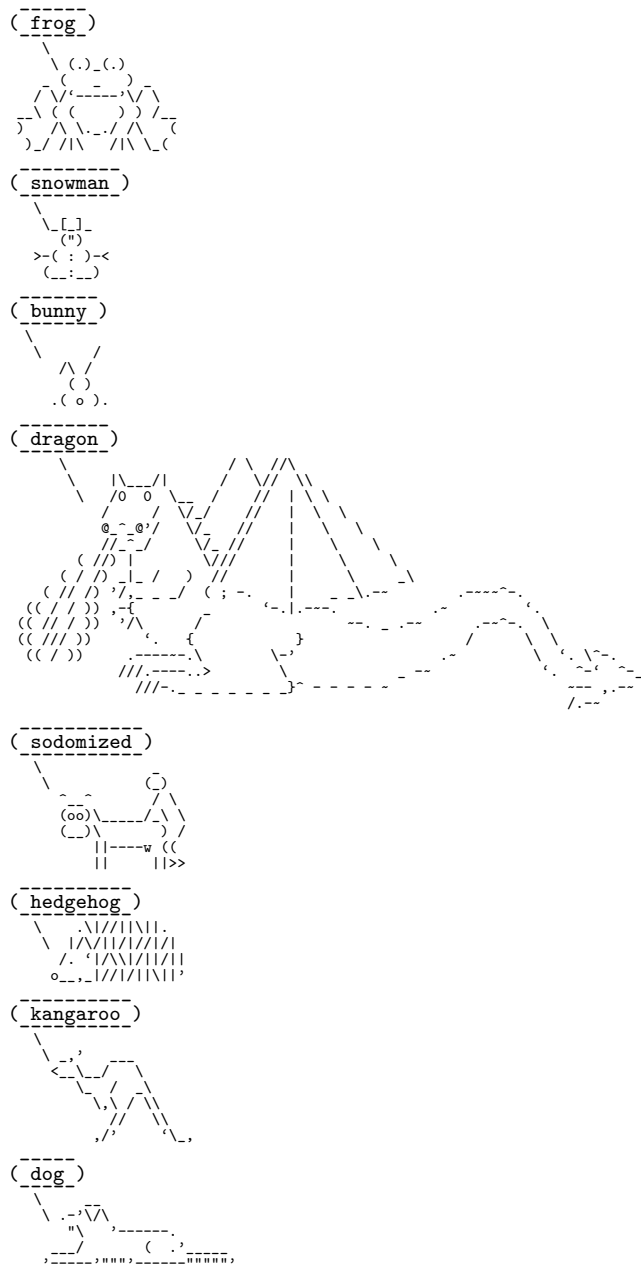 ( frog )
( snowman )
( bunny )
( dragon )
( sodomized )
( hedgehog )
( kangaroo )
( dog )